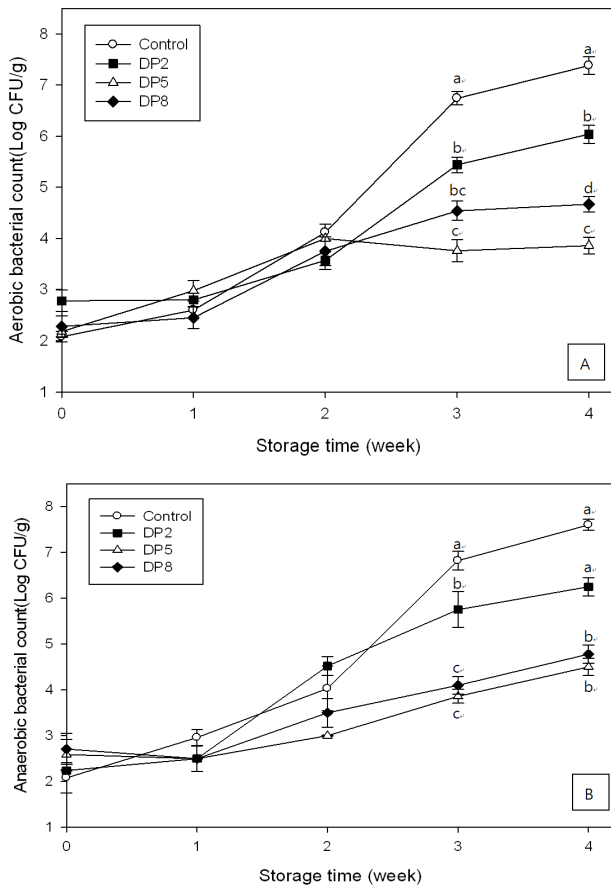 Aerobic bacterial count(Log CFU/g)
8
7
6
5
4
3
2
1
Control
DP2
DP5
DP8
a
a
b
b
bc
d
c
c
A
0 1 2 3 4
Storage time (week)
Anaerobic bacterial count(Log CFU/g)
8
7
6
5
4
3
2
1
Control
DP2
DP5
DP8
a
a
b
a
c
b
c
b
B
0 1 2 3 4
Storage time (week)